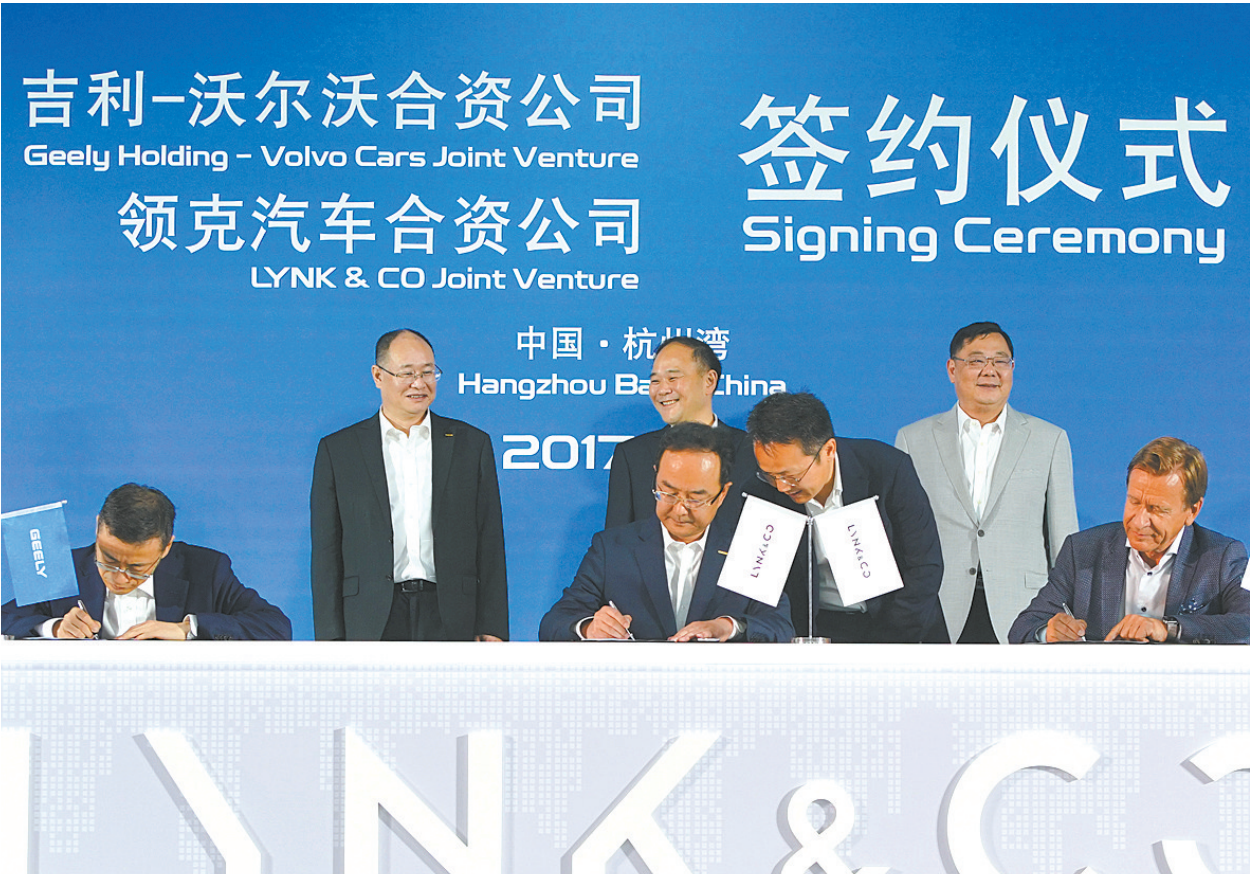 吉利-沃尔沃合资公司
Geely Holding - Volvo Cars Joint Venture
领克汽车合资公司
LYNK & CO Joint Venture
签约仪式
Signing Ceremony
中国·杭州湾
Hangzhou Ba China
2017
GEELY
LYNK&CO
LYNK&CO
LYNK&CO